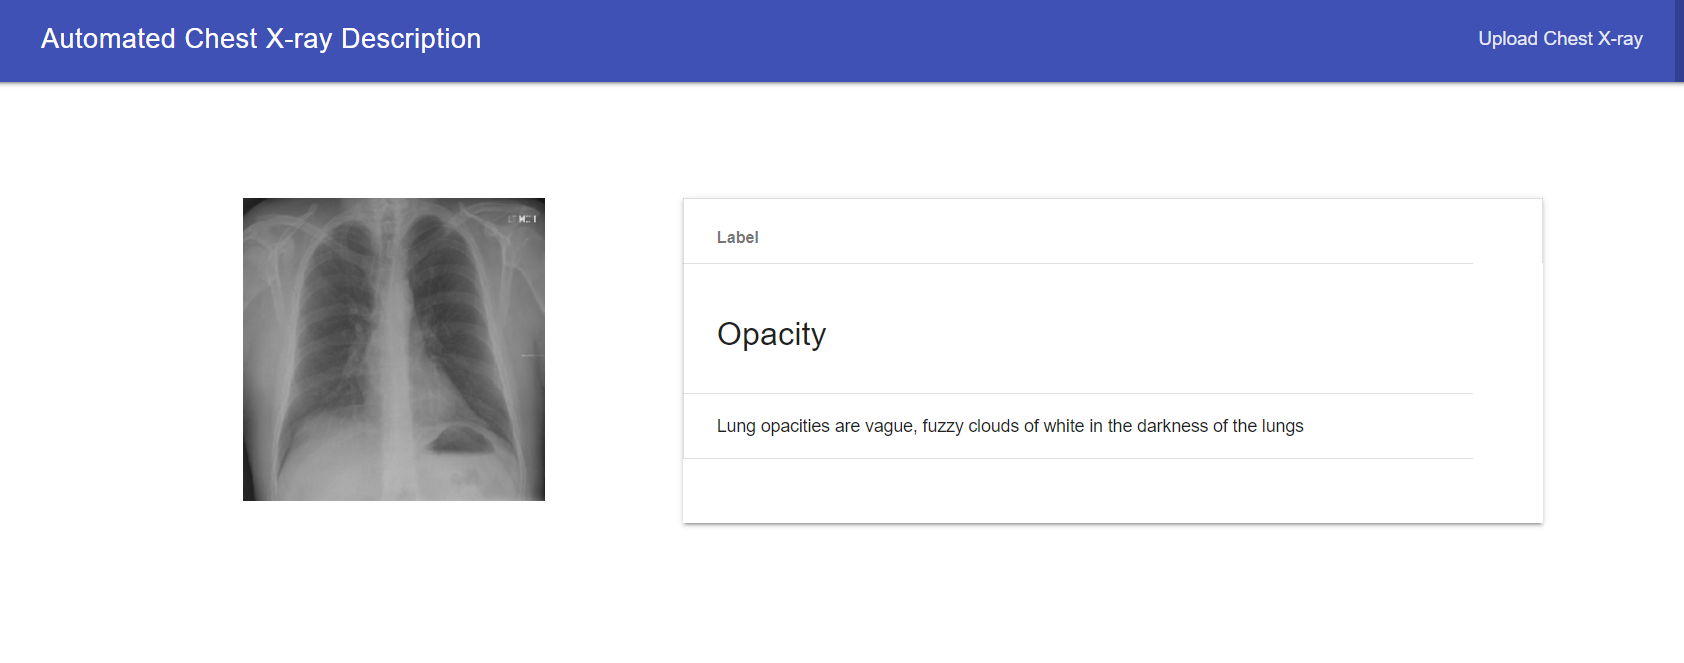 Automated Chest X-ray Description
Upload Chest X-ray
Label
Opacity
Lung opacities are vague, fuzzy clouds of white in the darkness of the lungs